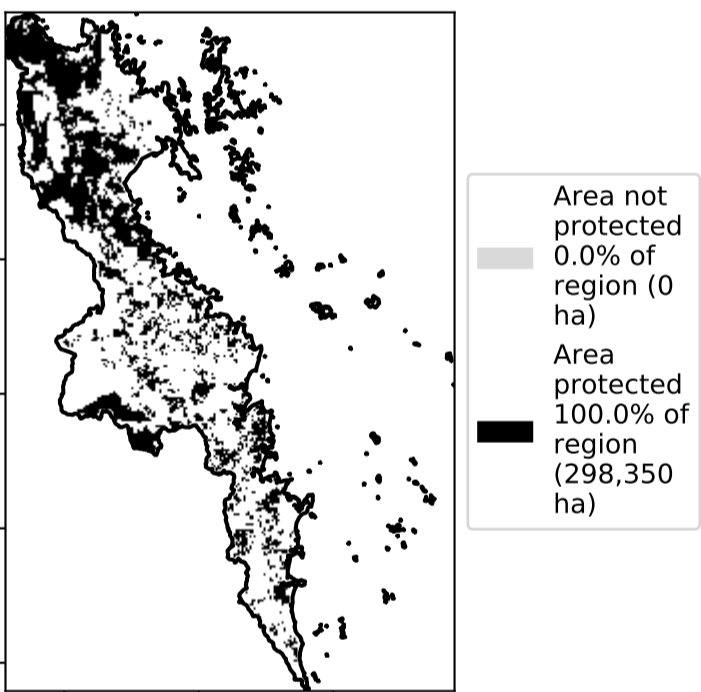 Area not
protected
0.0% of
region (0
ha)
Area
protected
100.0% of
region
(298,350
ha)